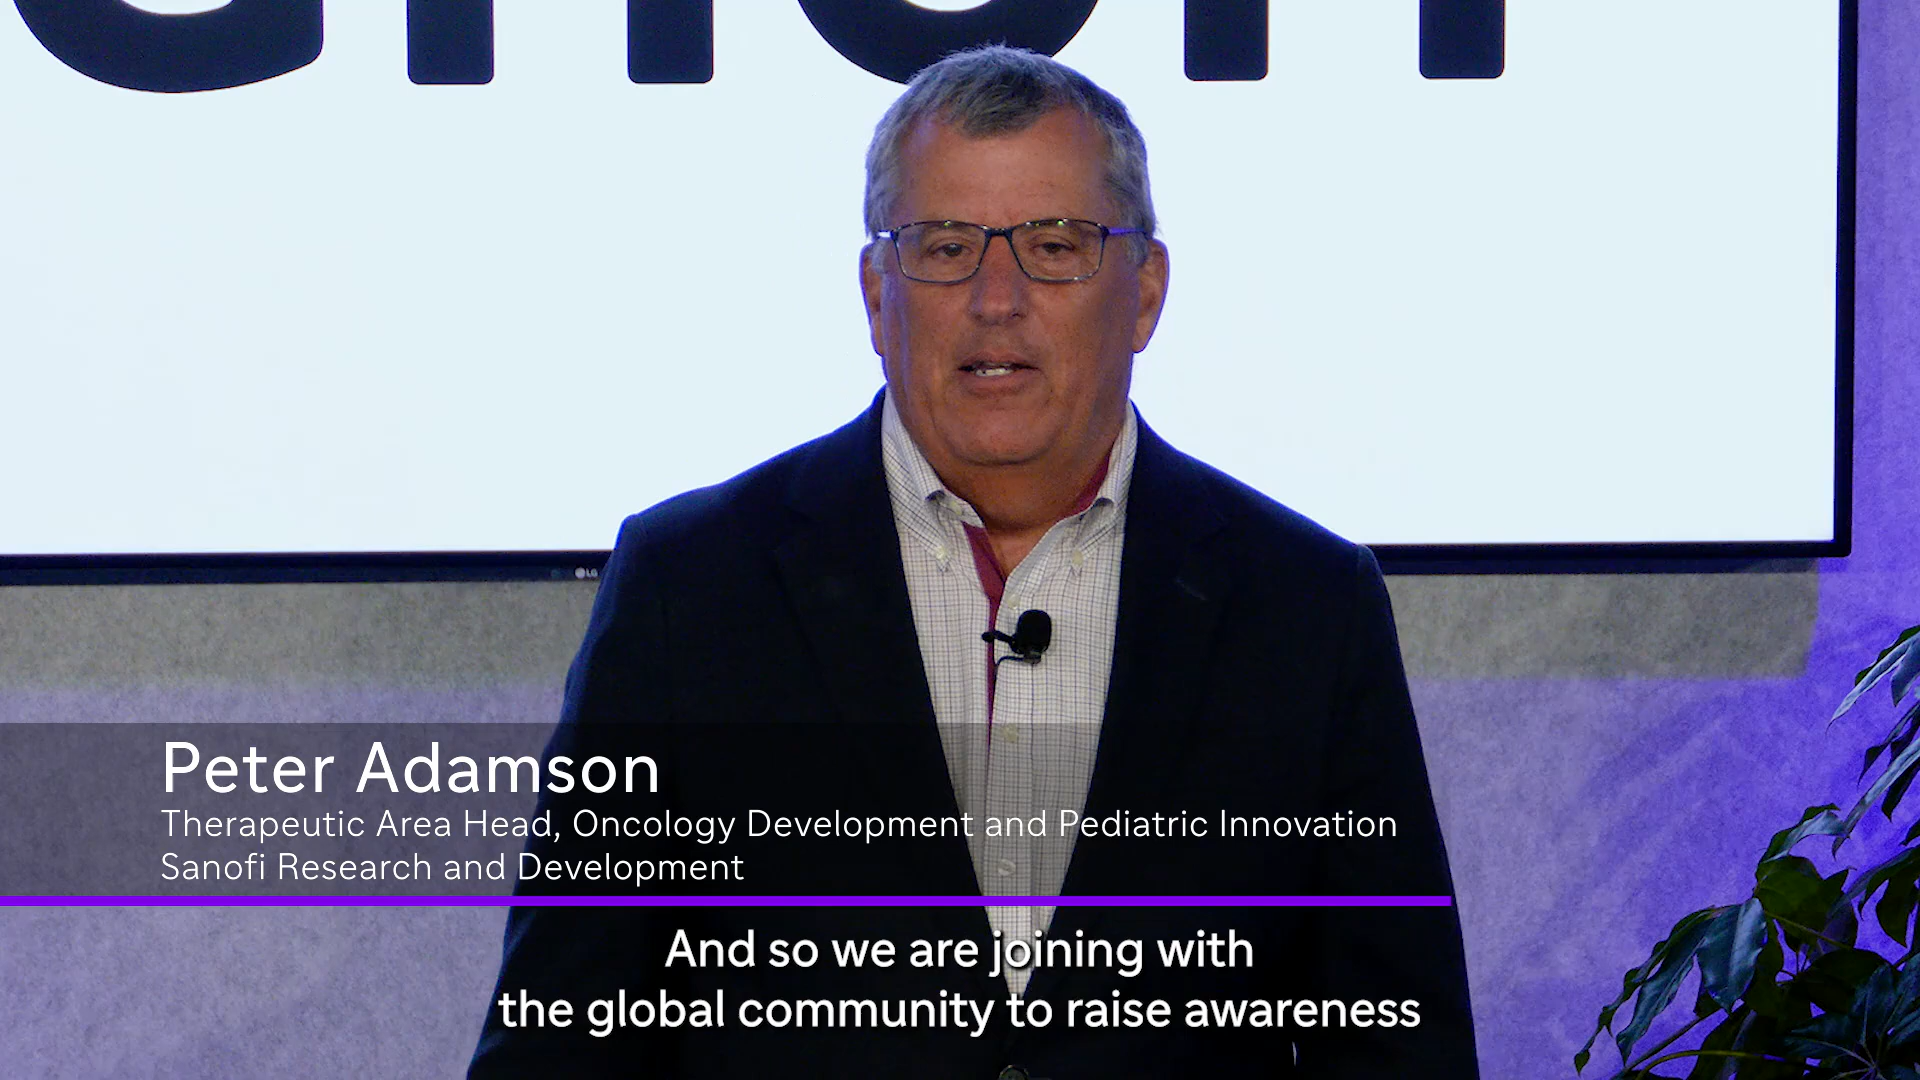 LG
Peter Adamson
Therapeutic Area Head, Oncology Development and Pediatric Innovation
Sanofi Research and Development
And so we are joining with
the global community to raise awareness